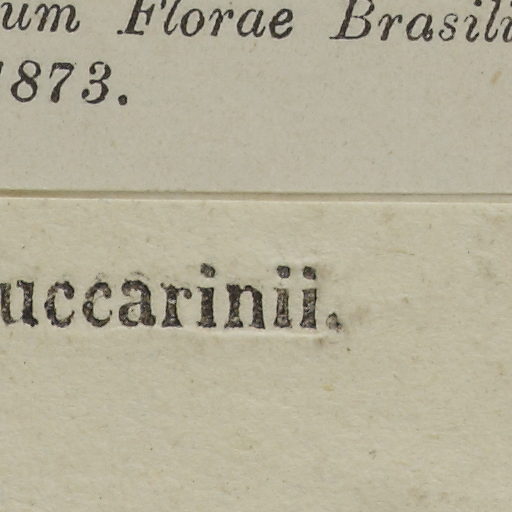 um Florae Brasili
1873.
uccarinii.